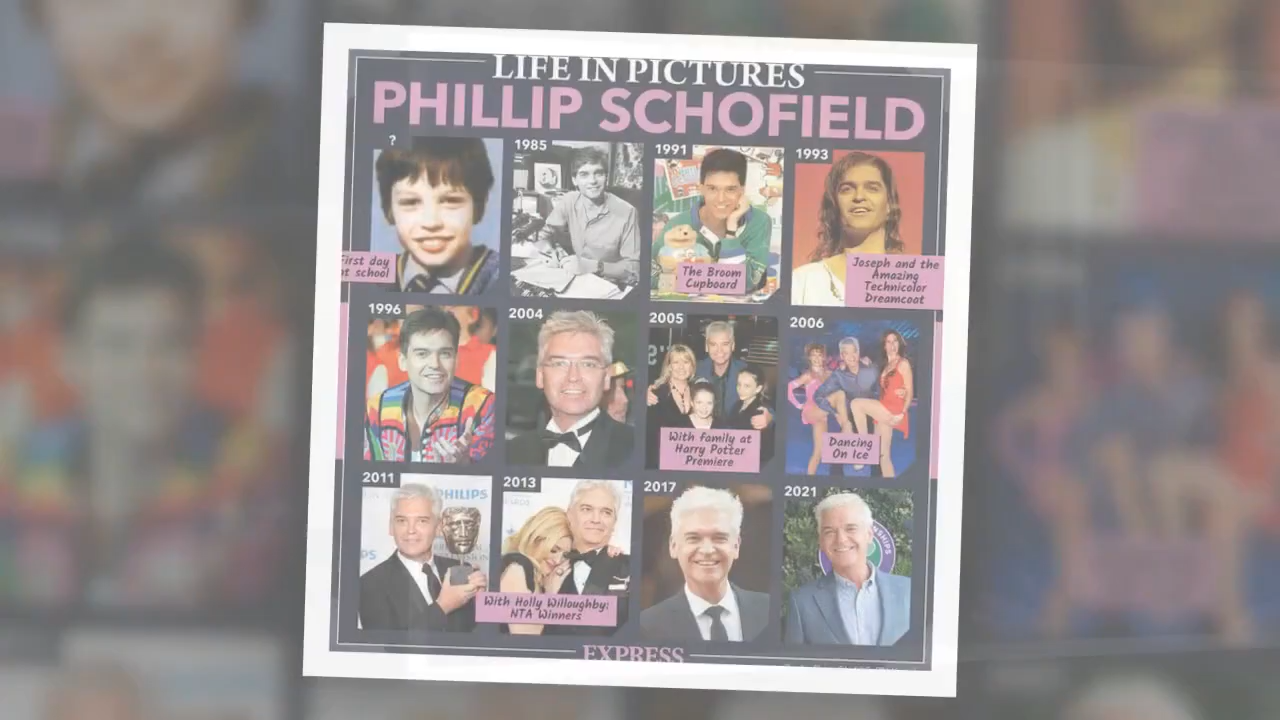 LIFE IN PICTURES
PHILLIP SCHOFIELD
?
1985
1991
1993
First day
at school
The Broom
Cupboard
Joseph and the
Amazing
Technicolor
Dreamcoat
1996
2004
2005
2006
With family at
Harry Potter
Premiere
Dancing
On Ice
2011
2013
2017
2021
PHILIPS
With Holly Willoughby:
NTA Winners
EXPRESS